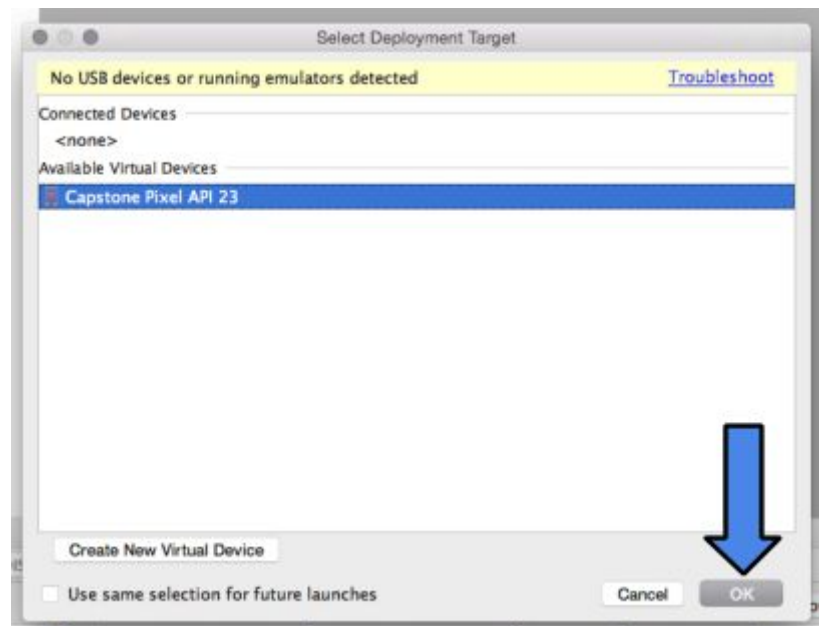 Select Deployment Target
No USB devices or running emulators detected Troubleshoot
Connected Devices
<none>
Available Virtual Devices
Capstone Pixel API 23
Create New Virtual Device
Use same selection for future launches Cancel OK